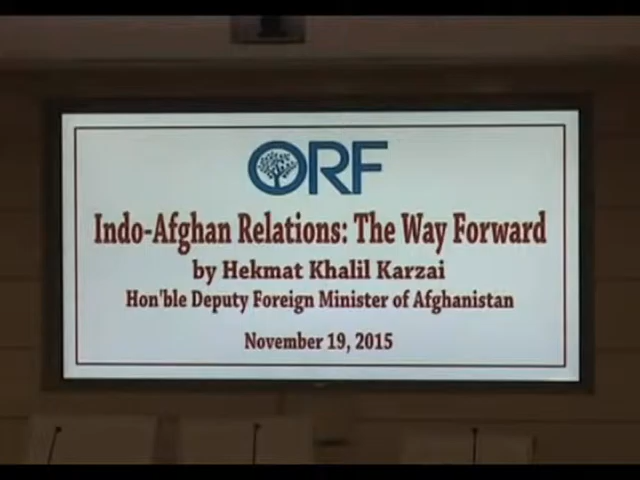 ORF
Indo-Afghan Relations: The Way Forward
by Hekmat Khalil Karzai
Hon'ble Deputy Foreign Minister of Afghanistan
November 19, 2015